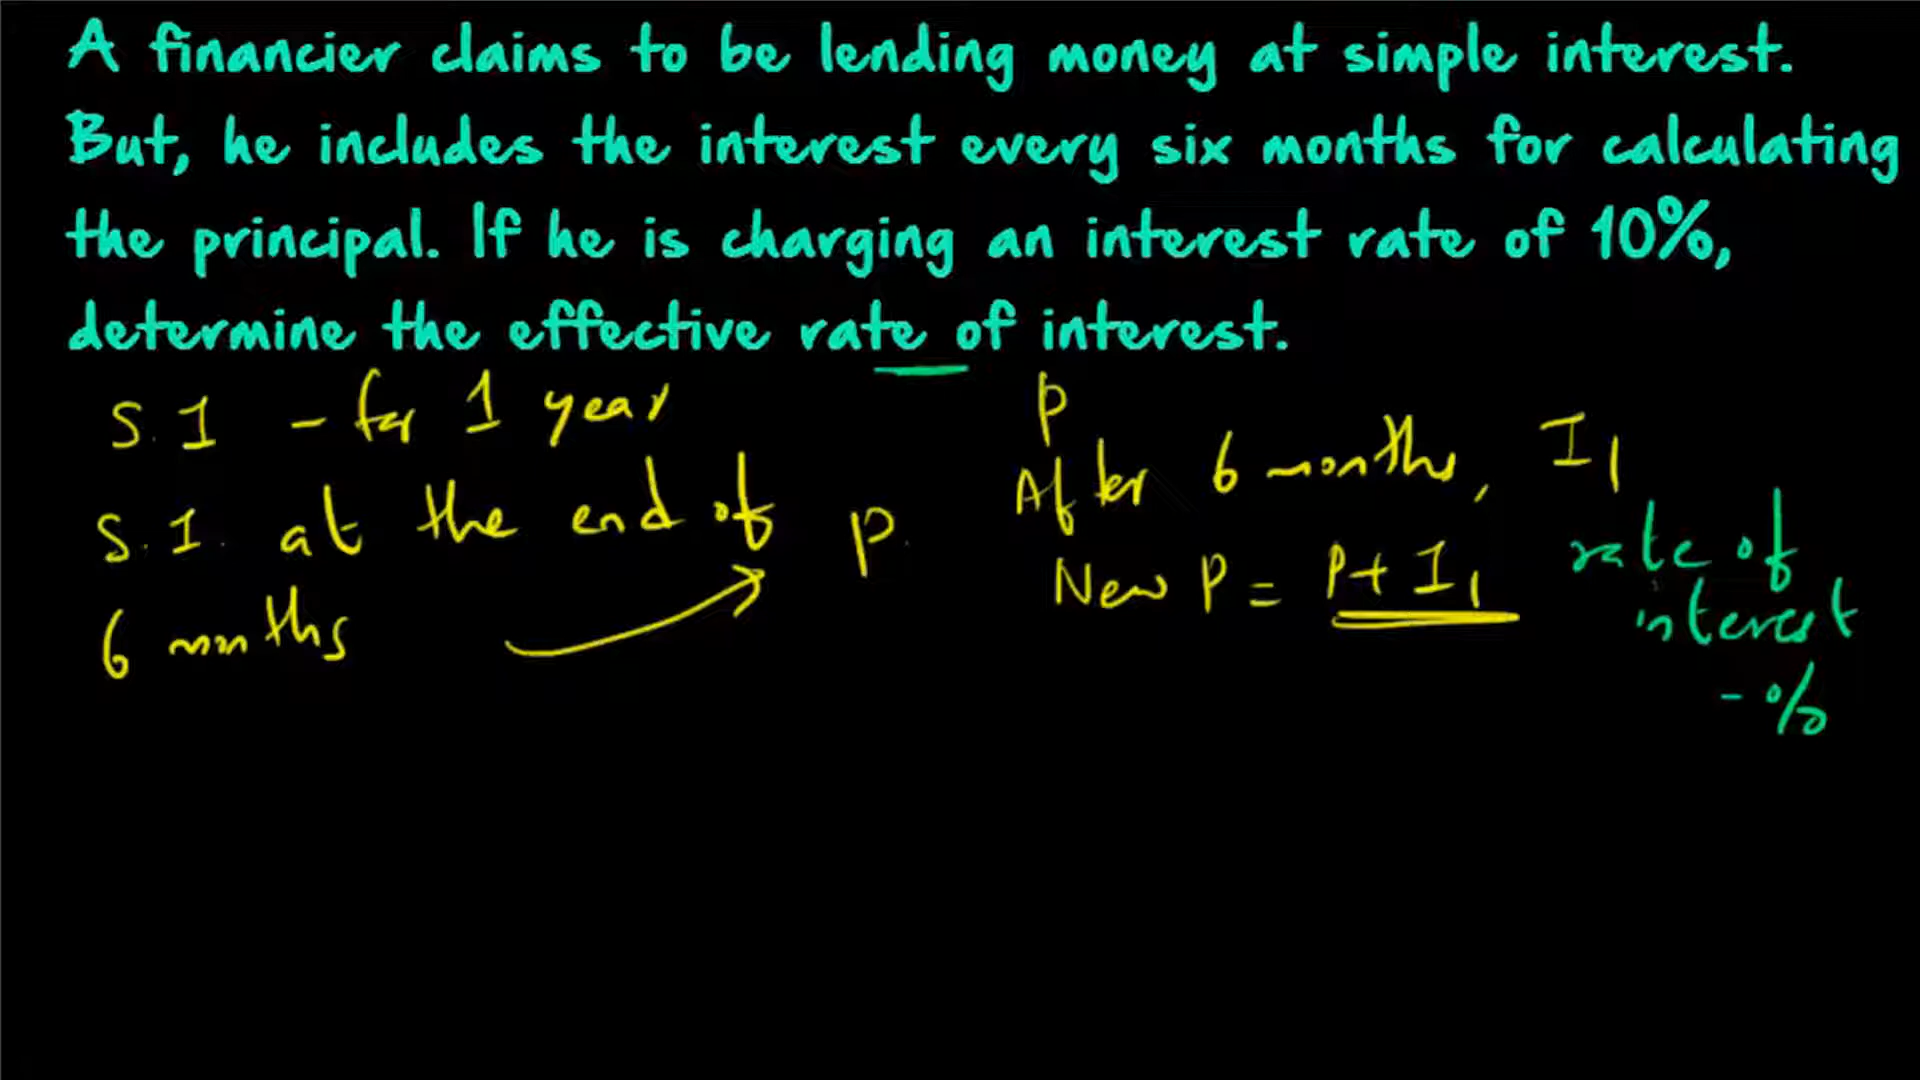 A financier claims to be lending money at simple interest.
But, he includes the interest every six months for calculating
the principal. If he is charging an interest rate of 10%,
determine the effective rate of interest.
S.I - for 1 year
S.I. at the end of
6 months
P.
P
After 6 months, I1
New P = P + I1
rate of
interest
- %